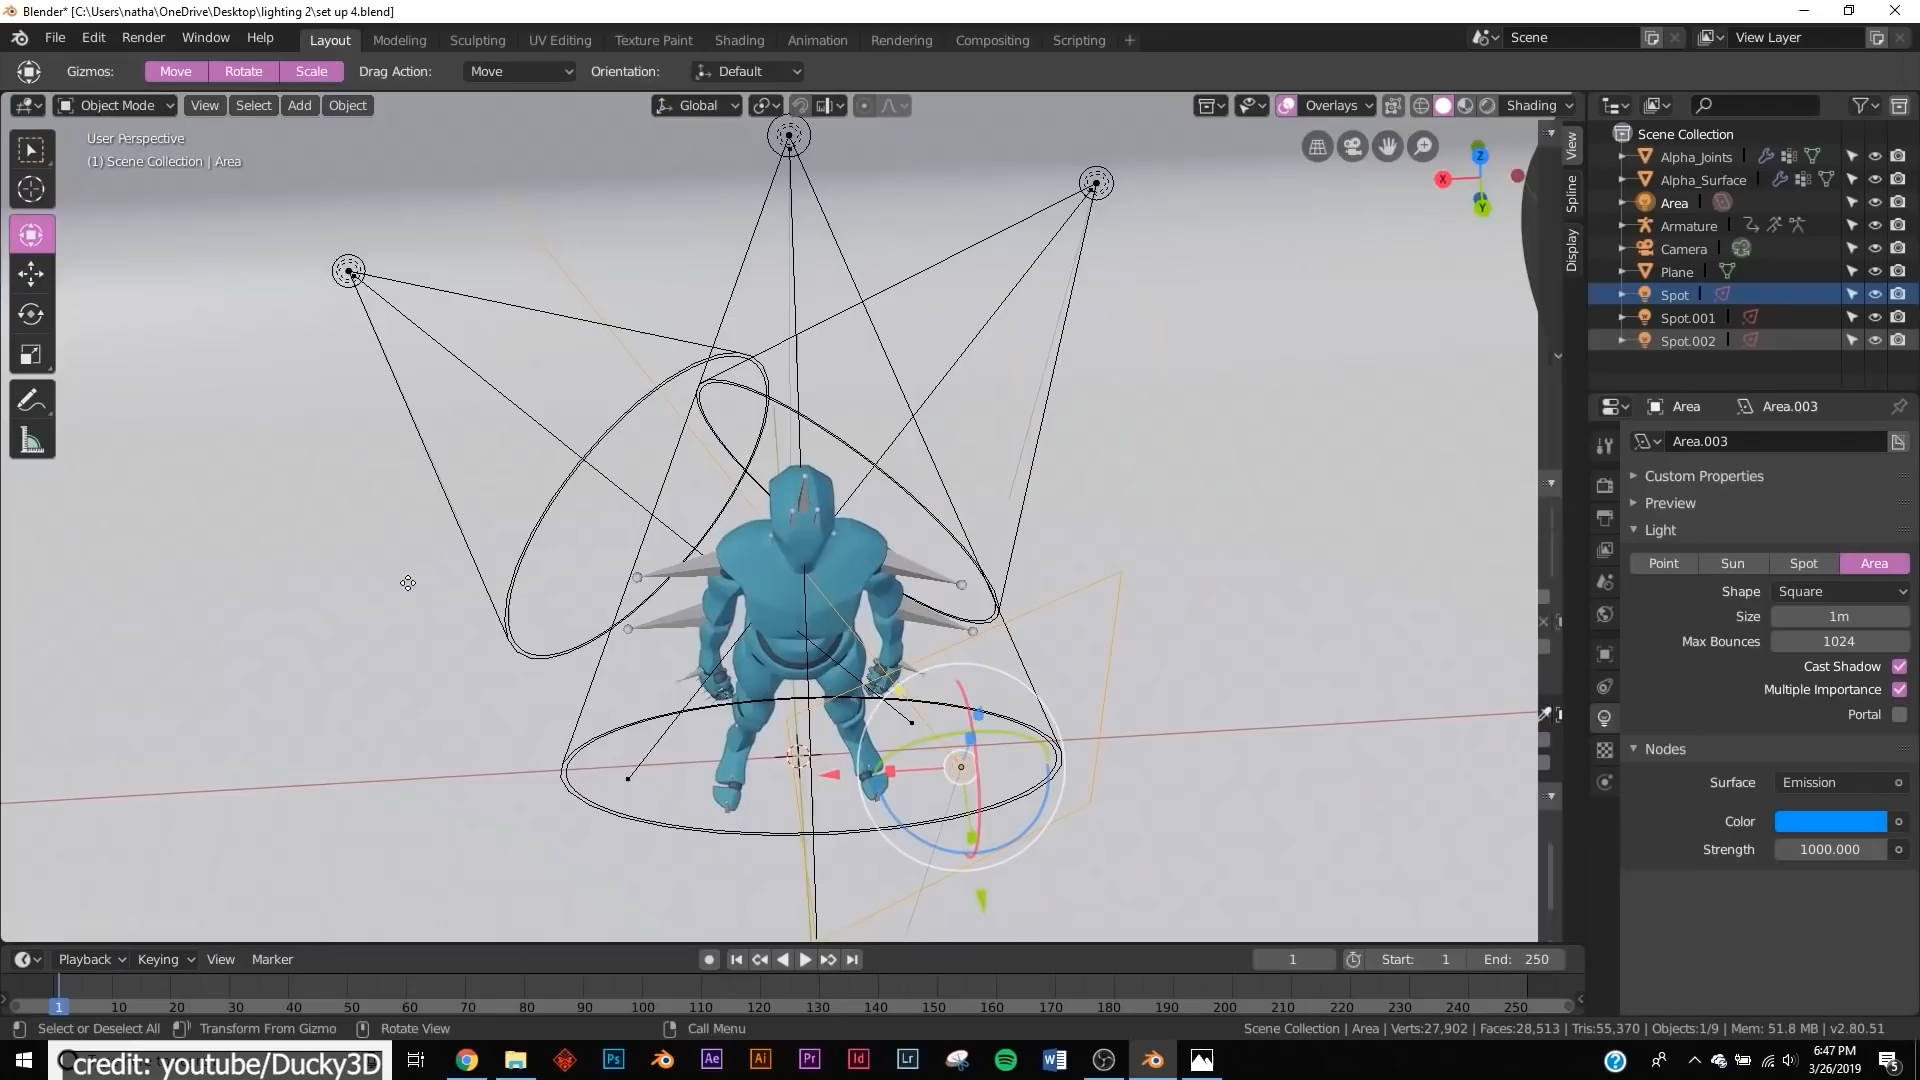 Blender* [C:\Users\natha\OneDrive\Desktop\lighting 2\set up 4.blend]
File Edit Render Window Help Layout Modeling Sculpting UV Editing Texture Paint Shading Animation Rendering Compositing Scripting + Scene View Layer
Gizmos: Move Rotate Scale Drag Action: Move Orientation: Default
Object Mode View Select Add Object Global Overlays Shading
User Perspective
(1) Scene Collection | Area
X
Z
Y
View
Spline
Display
Scene Collection
Alpha_Joints
Alpha_Surface
Area
Armature
Camera
Plane
Spot
Spot.001
Spot.002
Area Area.003
Area.003
Custom Properties
Preview
Light
Point Sun Spot Area
Shape Square
Size 1m
Max Bounces 1024
Cast Shadow
Multiple Importance
Portal
Nodes
Surface Emission
Color
Strength 1000.000
Playback Keying View Marker 1 Start: 1 End: 250
1 10 20 30 40 50 60 70 80 90 100 110 120 130 140 150 160 170 180 190 200 210 220 230 240 250
Select or Deselect All Transform From Gizmo Rotate View Call Menu Scene Collection | Area | Verts:27,902 | Faces:28,513 | Tris:55,370 | Objects:1/9 | Mem: 51.8 MB | v2.80.51
credit: youtube/Ducky3D
Ps Ae Ai Pr Id Lr
6:47 PM
3/26/2019
5